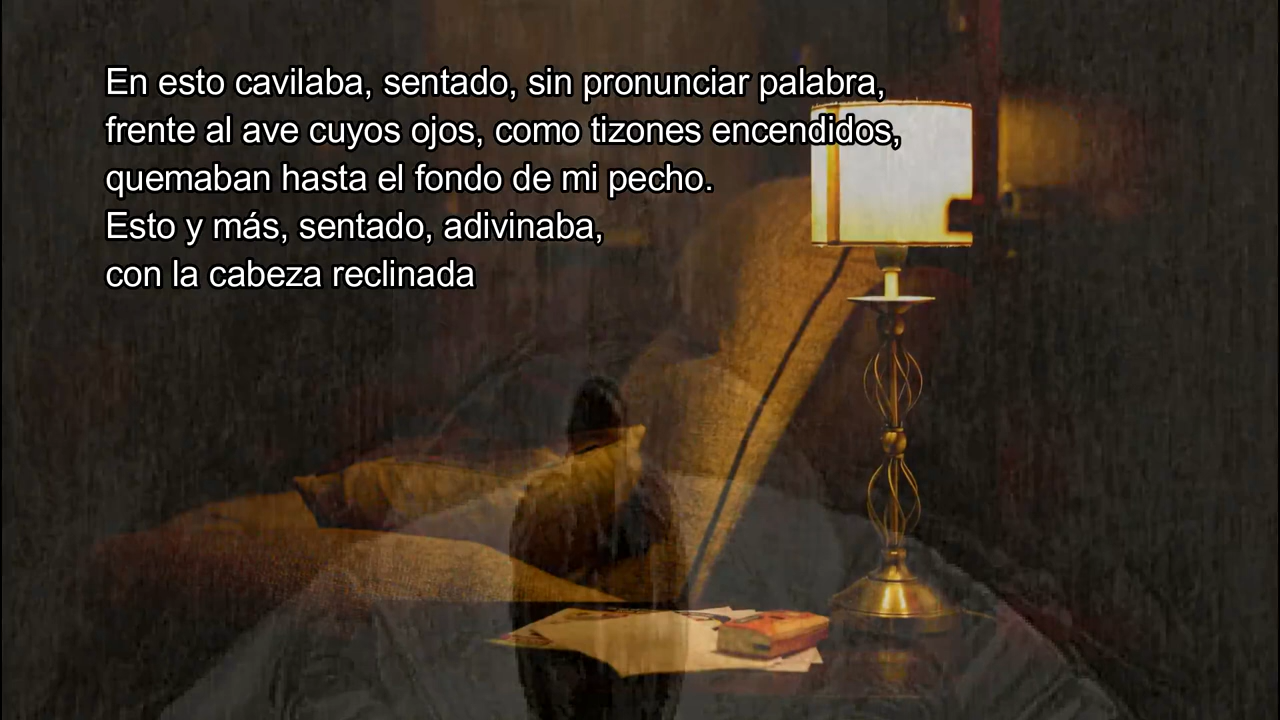 En esto cavilaba, sentado, sin pronunciar palabra,
frente al ave cuyos ojos, como tizones encendidos,
quemaban hasta el fondo de mi pecho.
Esto y más, sentado, adivinaba,
con la cabeza reclinada